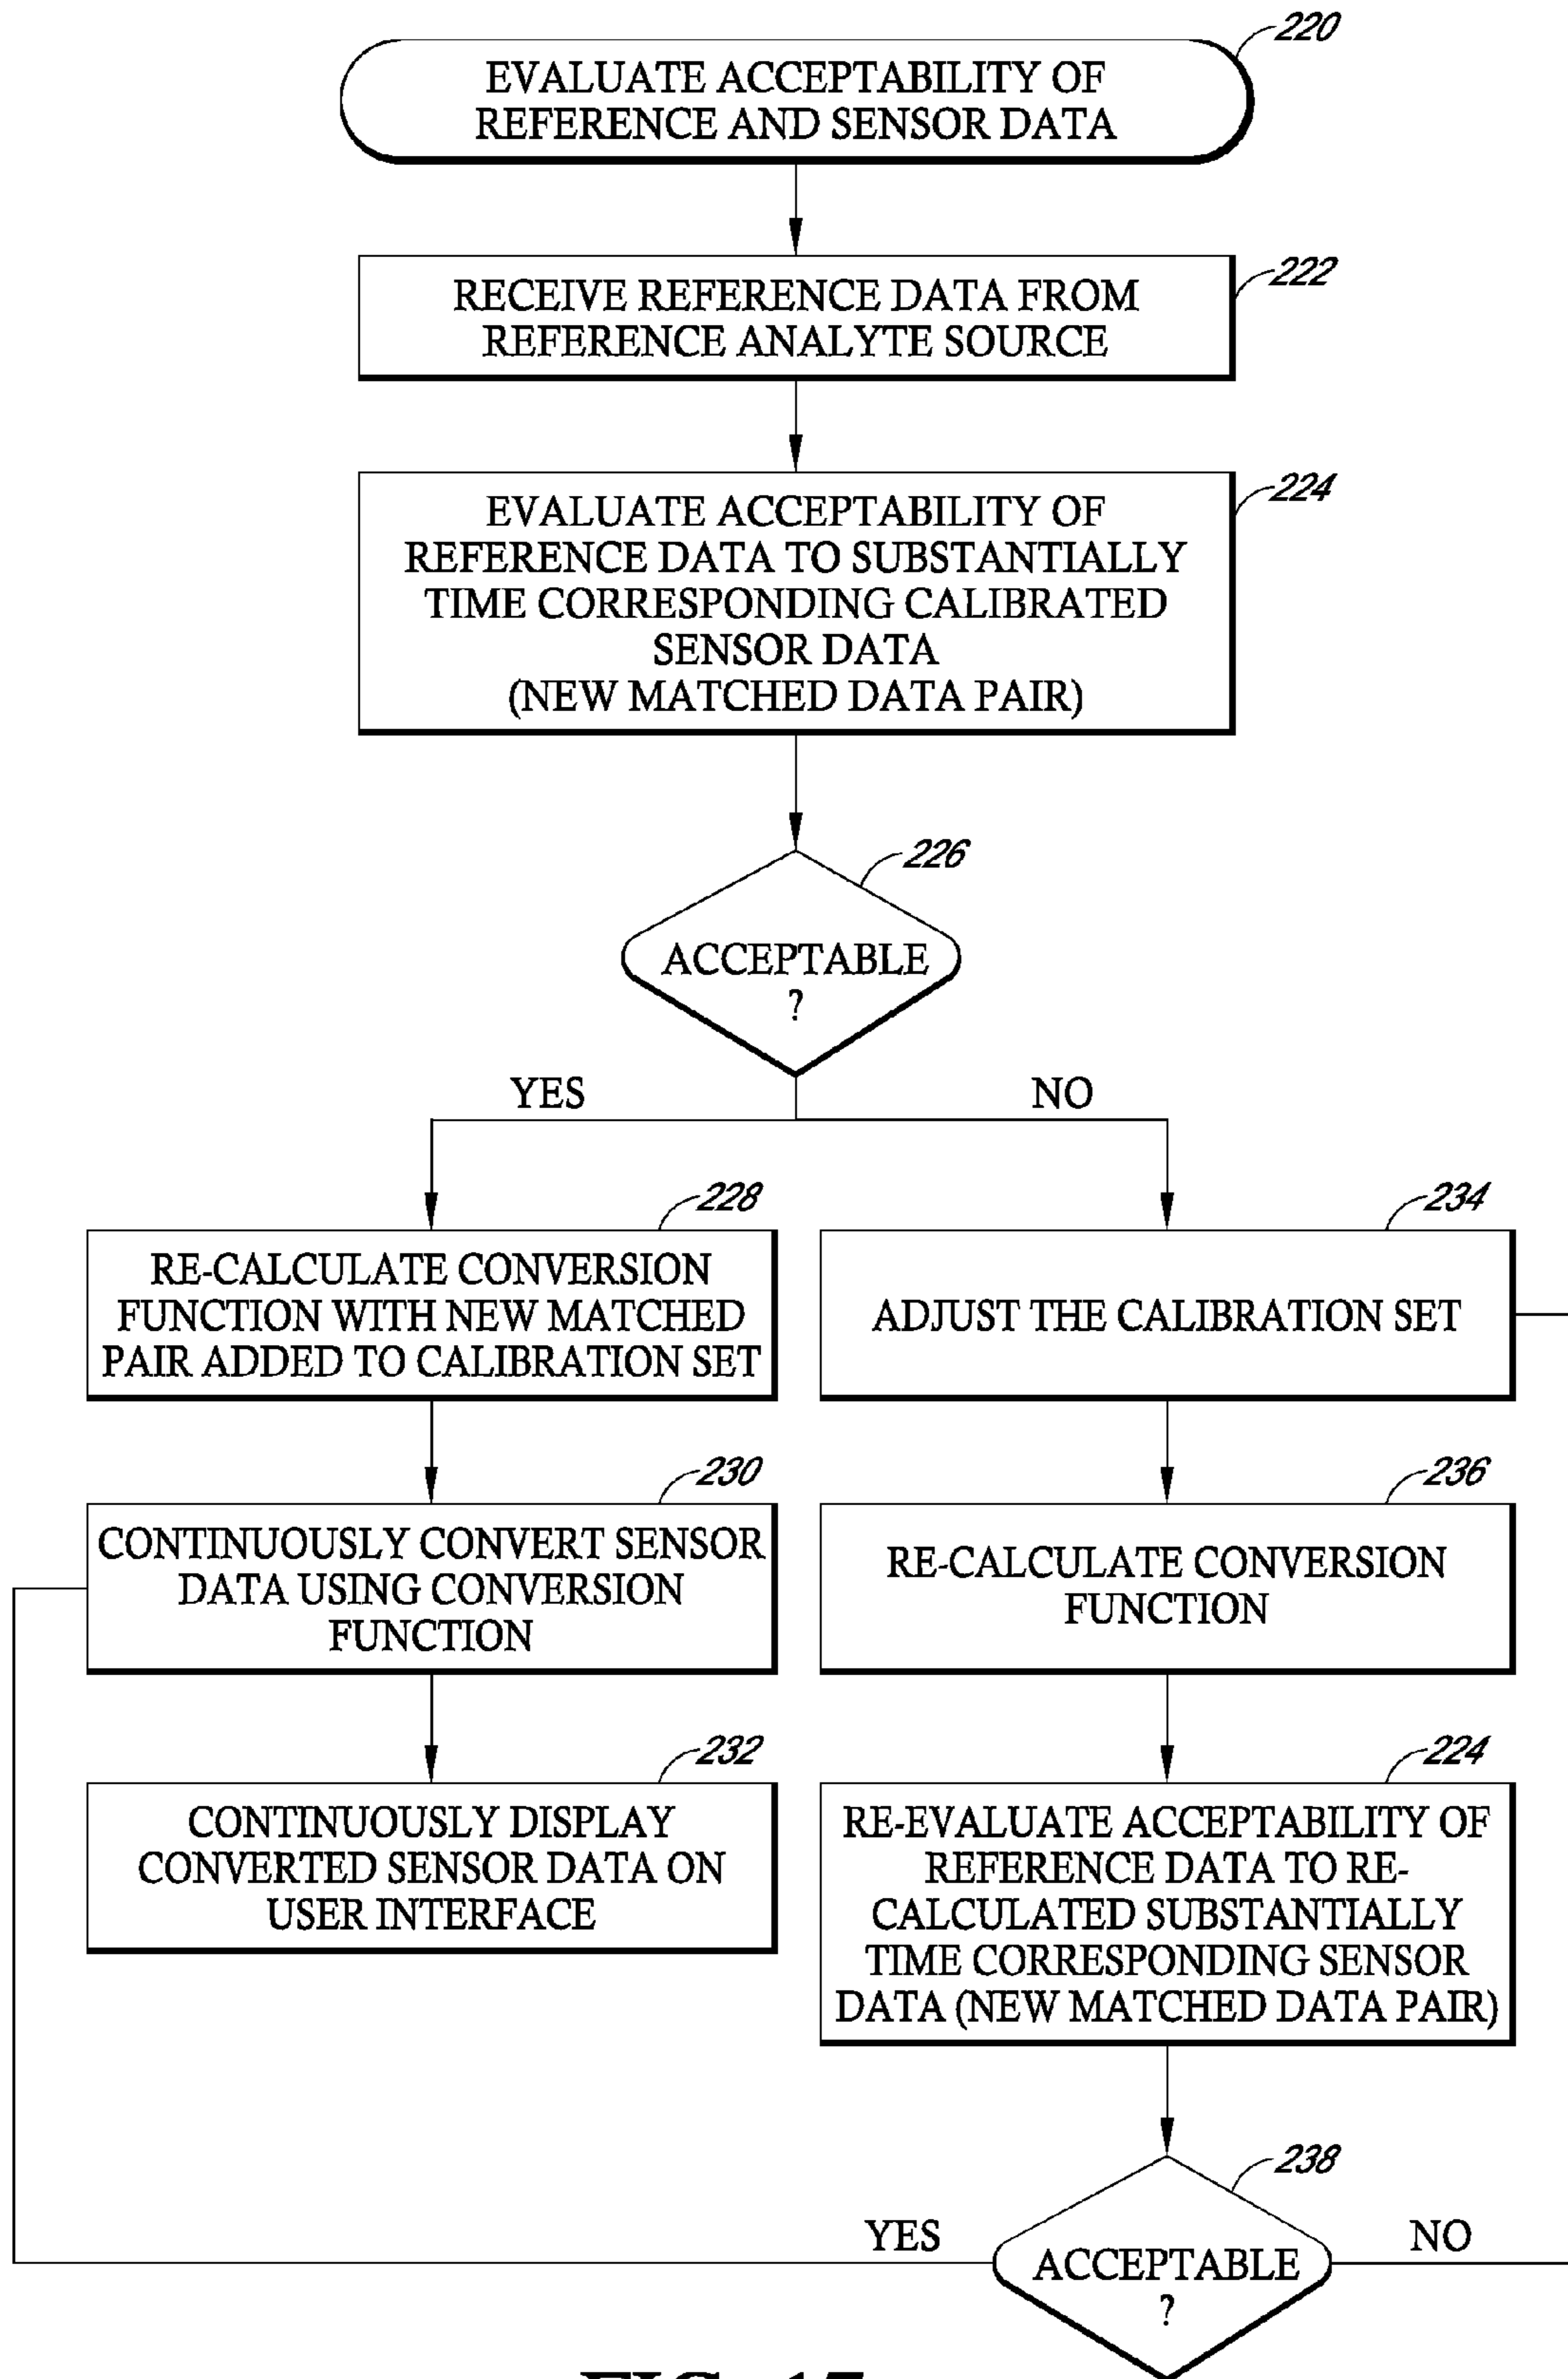 220
EVALUATE ACCEPTABILITY OF
REFERENCE AND SENSOR DATA
222
RECEIVE REFERENCE DATA FROM
REFERENCE ANALYTE SOURCE
224
EVALUATE ACCEPTABILITY OF
REFERENCE DATA TO SUBSTANTIALLY
TIME CORRESPONDING CALIBRATED
SENSOR DATA
(NEW MATCHED DATA PAIR)
226
ACCEPTABLE
?
YES
NO
228
RE-CALCULATE CONVERSION
FUNCTION WITH NEW MATCHED
PAIR ADDED TO CALIBRATION SET
234
ADJUST THE CALIBRATION SET
230
CONTINUOUSLY CONVERT SENSOR
DATA USING CONVERSION
FUNCTION
236
RE-CALCULATE CONVERSION
FUNCTION
232
CONTINUOUSLY DISPLAY
CONVERTED SENSOR DATA ON
USER INTERFACE
224
RE-EVALUATE ACCEPTABILITY OF
REFERENCE DATA TO RE-
CALCULATED SUBSTANTIALLY
TIME CORRESPONDING SENSOR
DATA (NEW MATCHED DATA PAIR)
238
YES
ACCEPTABLE
?
NO